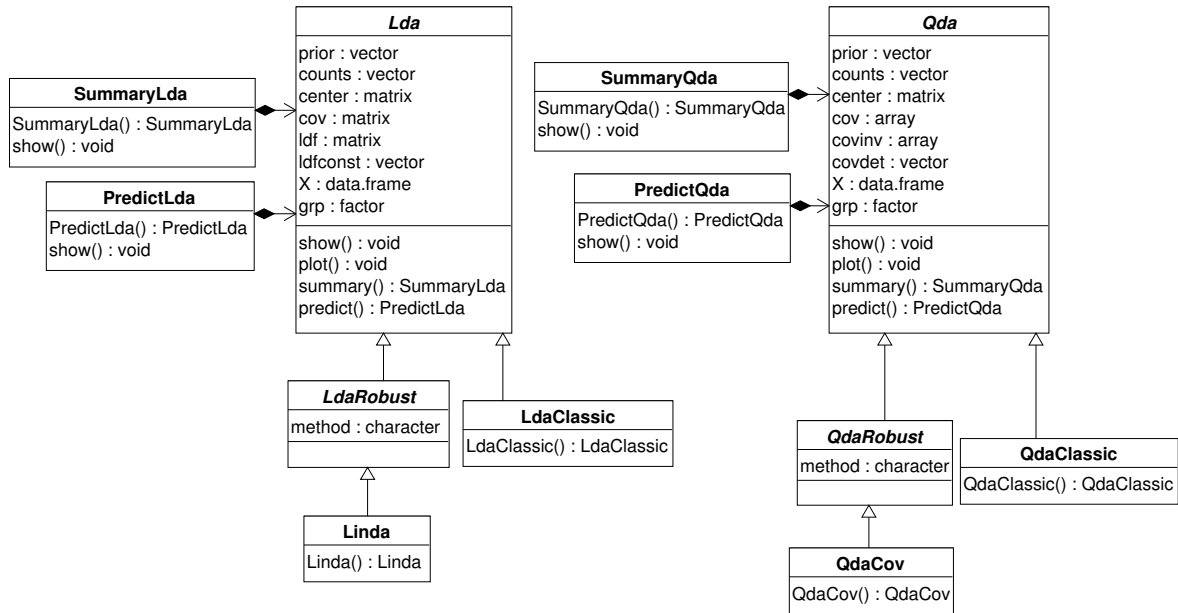 Lda
prior : vector
counts : vector
center : matrix
cov : matrix
ldf : matrix
ldfconst : vector
X : data.frame
grp : factor
show() : void
plot() : void
summary() : SummaryLda
predict() : PredictLda
SummaryLda
SummaryLda() : SummaryLda
show() : void
PredictLda
PredictLda() : PredictLda
show() : void
LdaRobust
method : character
LdaClassic
LdaClassic() : LdaClassic
Linda
Linda() : Linda
Qda
prior : vector
counts : vector
center : matrix
cov : array
covinv : array
covdet : vector
X : data.frame
grp : factor
show() : void
plot() : void
summary() : SummaryQda
predict() : PredictQda
SummaryQda
SummaryQda() : SummaryQda
show() : void
PredictQda
PredictQda() : PredictQda
show() : void
QdaRobust
method : character
QdaClassic
QdaClassic() : QdaClassic
QdaCov
QdaCov() : QdaCov